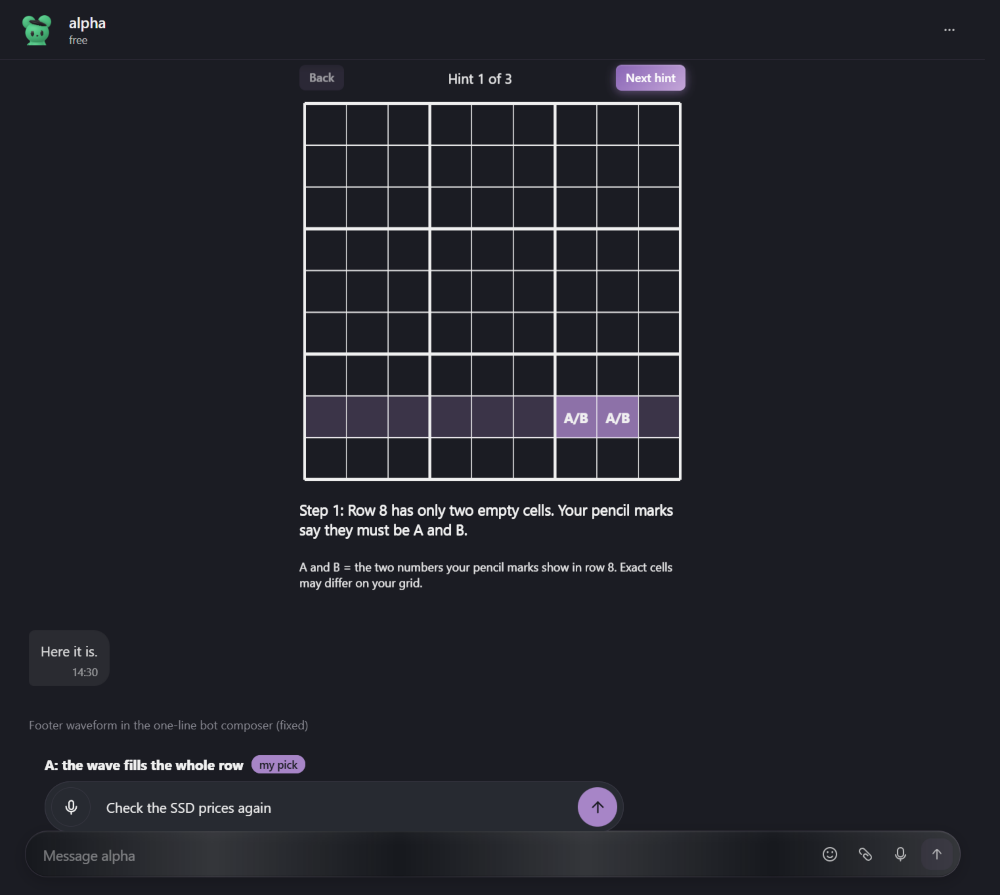 alpha
free
...
Back
Hint 1 of 3
Next hint
A/B
A/B
Step 1: Row 8 has only two empty cells. Your pencil marks
say they must be A and B.
A and B = the two numbers your pencil marks show in row 8. Exact cells
may differ on your grid.
Here it is.
14:30
Footer waveform in the one-line bot composer (fixed)
A: the wave fills the whole row
my pick
Check the SSD prices again
Message alpha